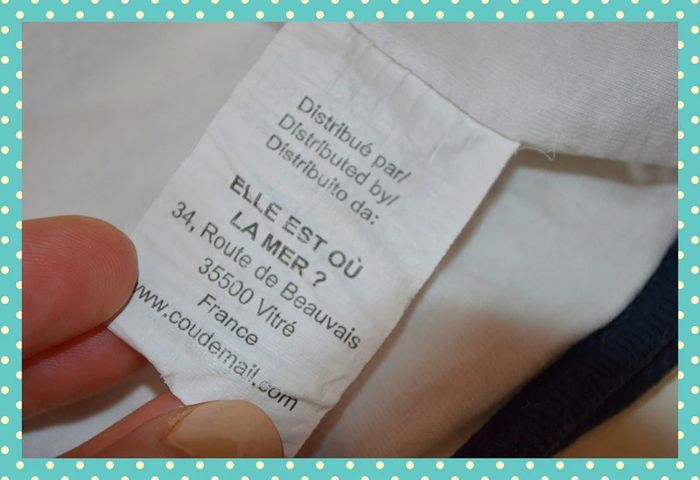 Distribué par/
Distributed by/
Distribuito da:
ELLE EST OÙ
LA MER ?
34, Route de Beauvais
35500 Vitré
France
www.coudemail.com